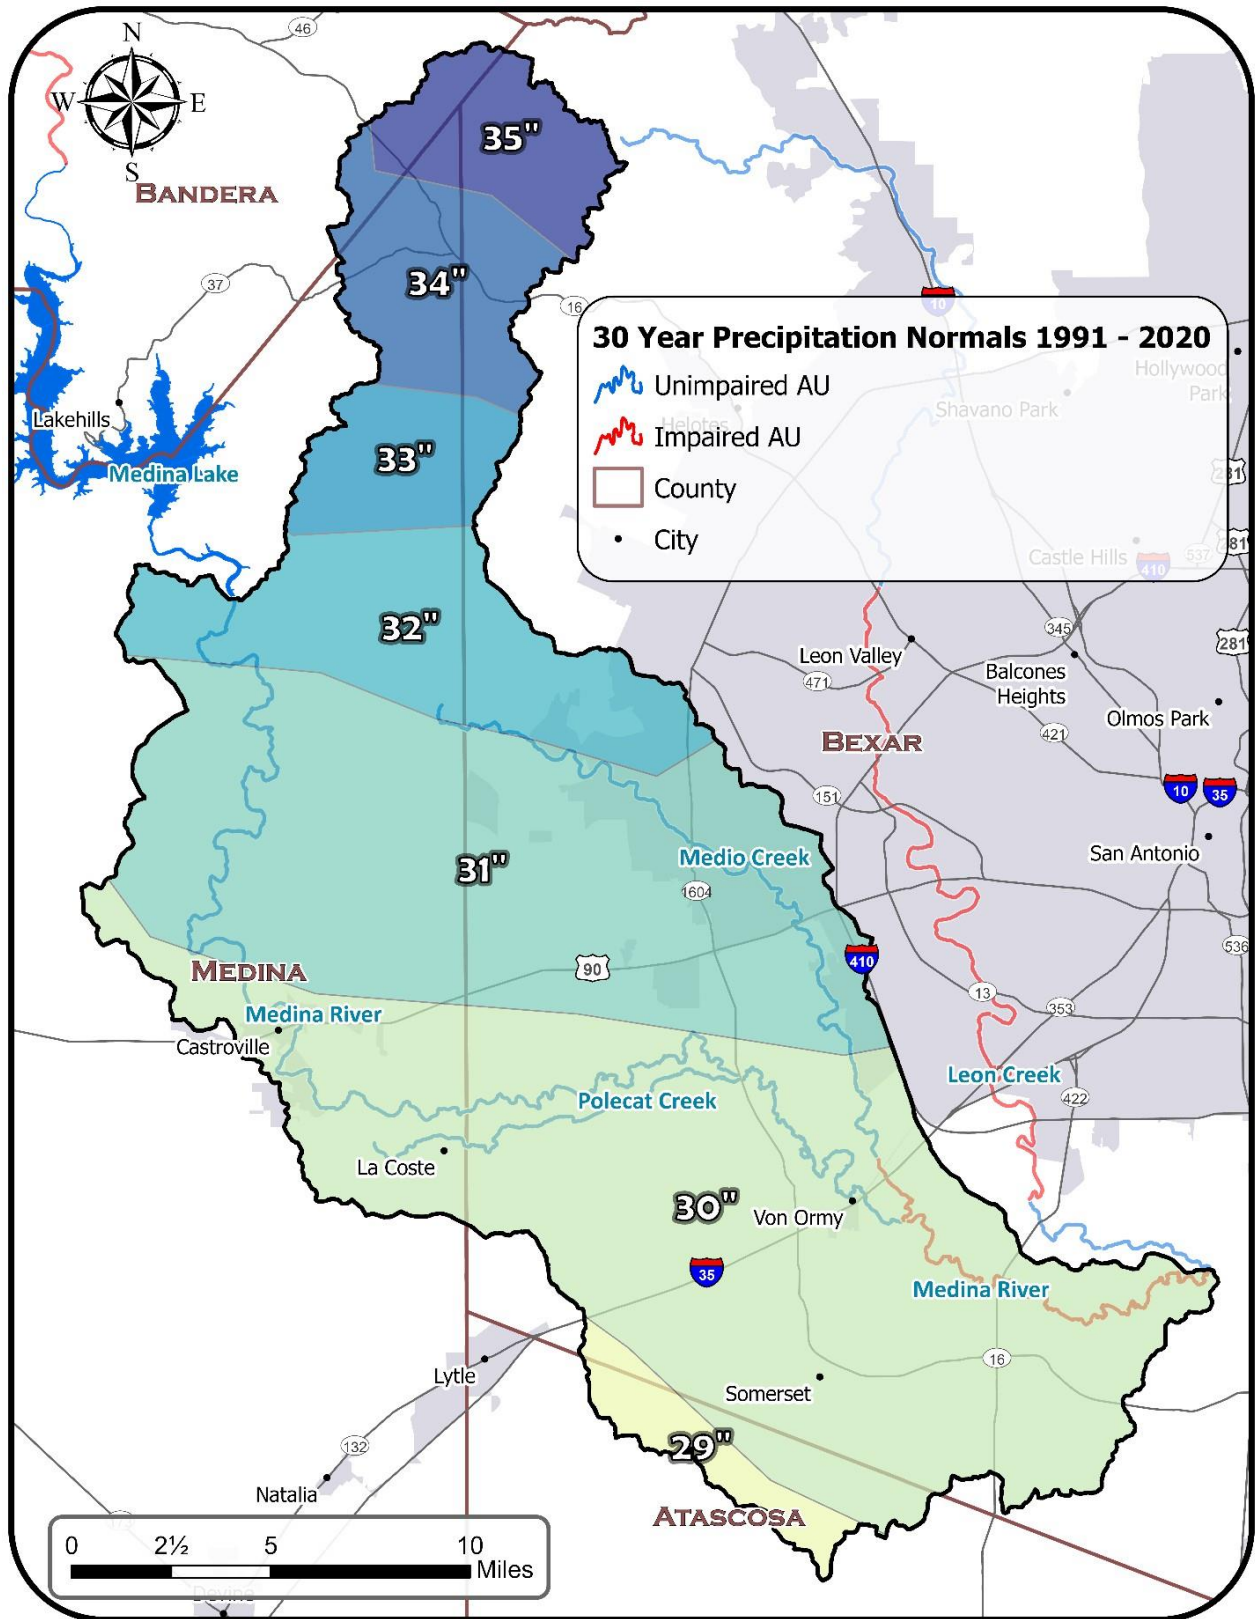 46
N
W
E
S
35"
BANDERA
34"
37
16
10
30 Year Precipitation Normals 1991 - 2020
Unimpaired AU
Impaired AU
County
City
Hollywood
Park
Shavano Park
Helotes
Lakehills
Medina Lake
33"
281
281
Castle Hills
537
410
32"
345
281
Leon Valley
471
Balcones
Heights
Olmos Park
421
BEXAR
10
35
151
San Antonio
31"
Medio Creek
1604
536
410
90
MEDINA
13
353
Medina River
Castroville
Leon Creek
422
Polecat Creek
La Coste
30"
Von Ormy
35
Medina River
16
Lytle
Somerset
29"
132
Natalia
ATASCOSA
173
0
2½
5
10
Miles
Devine